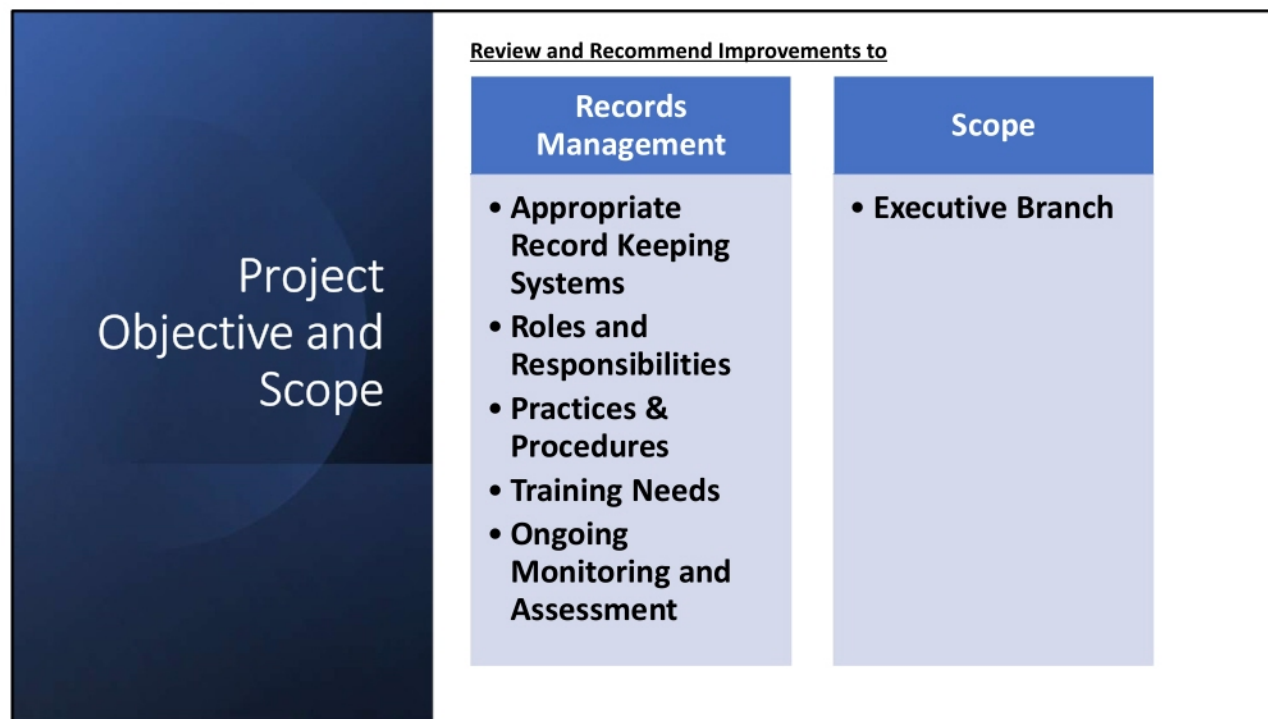 Project
Objective and
Scope
Review and Recommend Improvements to
Records
Management
• Appropriate
Record Keeping
Systems
• Roles and
Responsibilities
• Practices &
Procedures
• Training Needs
• Ongoing
Monitoring and
Assessment
Scope
• Executive Branch